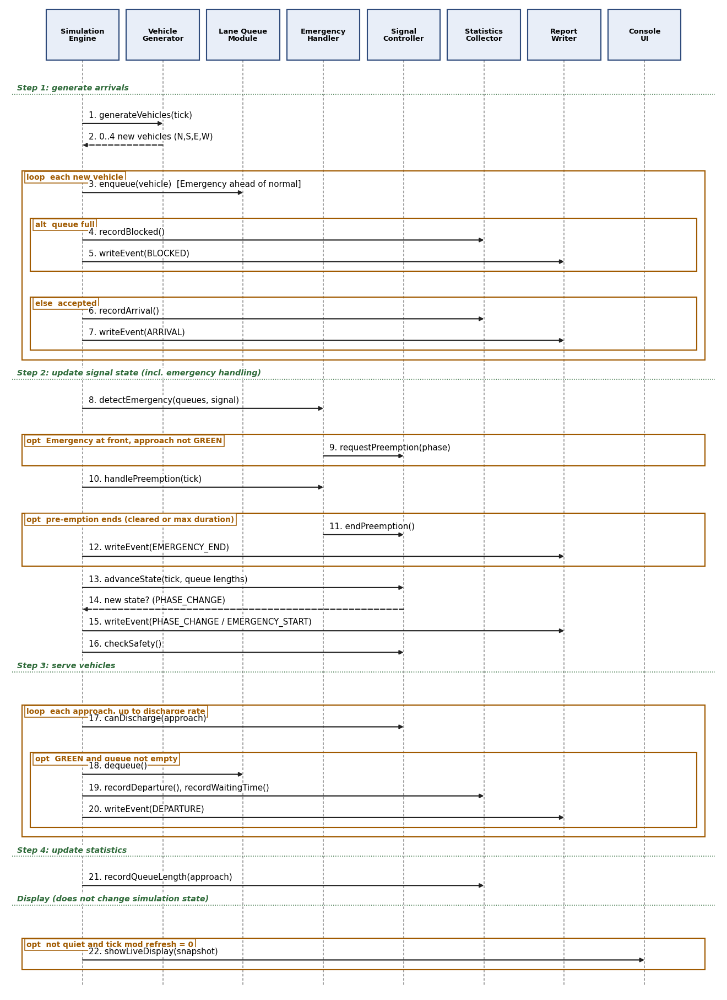 Simulation
Engine
Vehicle
Generator
Lane Queue
Module
Emergency
Handler
Signal
Controller
Statistics
Collector
Report
Writer
Console
UI
Step 1: generate arrivals
1. generateVehicles(tick)
2. 0..4 new vehicles (N,S,E,W)
loop  each new vehicle
3. enqueue(vehicle)  [Emergency ahead of normal]
alt  queue full
4. recordBlocked()
5. writeEvent(BLOCKED)
else  accepted
6. recordArrival()
7. writeEvent(ARRIVAL)
Step 2: update signal state (incl. emergency handling)
8. detectEmergency(queues, signal)
opt  Emergency at front, approach not GREEN
9. requestPreemption(phase)
10. handlePreemption(tick)
opt  pre-emption ends (cleared or max duration)
11. endPreemption()
12. writeEvent(EMERGENCY_END)
13. advanceState(tick, queue lengths)
14. new state? (PHASE_CHANGE)
15. writeEvent(PHASE_CHANGE / EMERGENCY_START)
16. checkSafety()
Step 3: serve vehicles
loop  each approach, up to discharge rate
17. canDischarge(approach)
opt  GREEN and queue not empty
18. dequeue()
19. recordDeparture(), recordWaitingTime()
20. writeEvent(DEPARTURE)
Step 4: update statistics
21. recordQueueLength(approach)
Display (does not change simulation state)
opt  not quiet and tick mod refresh = 0
22. showLiveDisplay(snapshot)